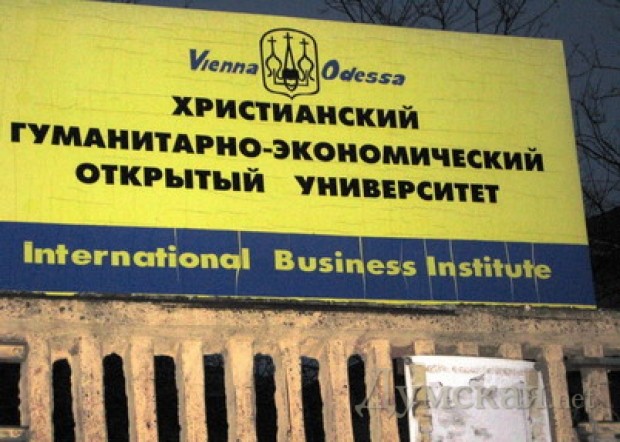 Vienna Odessa
ХРИСТИАНСКИЙ
ГУМАНИТАРНО-ЭКОНОМИЧЕСКИЙ
ОТКРЫТЫЙ УНИВЕРСИТЕТ
International Business Institute
Думская.net